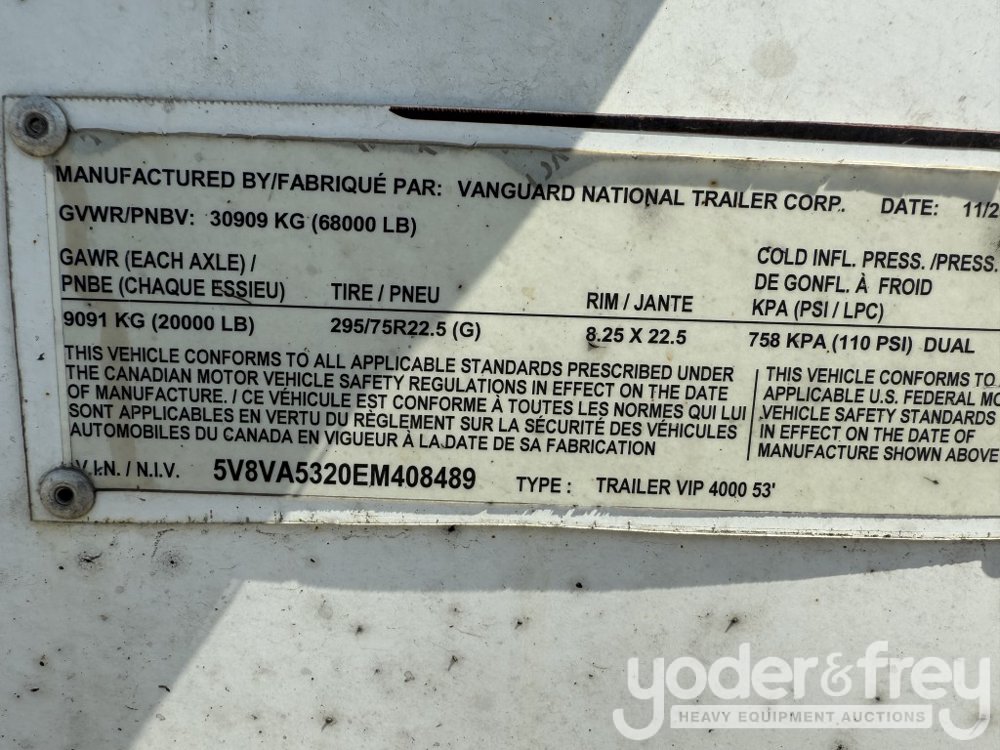 MANUFACTURED BY/FABRIQUÉ PAR: VANGUARD NATIONAL TRAILER CORP. DATE: 11/2
GVWR/PNBV: 30909 KG (68000 LB)
GAWR (EACH AXLE) /
PNBE (CHAQUE ESSIEU)
TIRE / PNEU
RIM / JANTE
COLD INFL. PRESS. /PRESS.
DE GONFL. À FROID
KPA (PSI / LPC)
9091 KG (20000 LB) 295/75R22.5 (G) 8.25 X 22.5 758 KPA (110 PSI) DUAL
THIS VEHICLE CONFORMS TO ALL APPLICABLE STANDARDS PRESCRIBED UNDER
THE CANADIAN MOTOR VEHICLE SAFETY REGULATIONS IN EFFECT ON THE DATE
OF MANUFACTURE. / CE VÉHICULE EST CONFORME À TOUTES LES NORMES QUI LUI
SONT APPLICABLES EN VERTU DU RÈGLEMENT SUR LA SÉCURITÉ DES VÉHICULES
AUTOMOBILES DU CANADA EN VIGUEUR À LA DATE DE SA FABRICATION
THIS VEHICLE CONFORMS TO
APPLICABLE U.S. FEDERAL MO
VEHICLE SAFETY STANDARDS
IN EFFECT ON THE DATE OF
MANUFACTURE SHOWN ABOVE
V.I.N. / N.I.V. 5V8VA5320EM408489 TYPE : TRAILER VIP 4000 53'
yoder&frey
HEAVY EQUIPMENT AUCTIONS